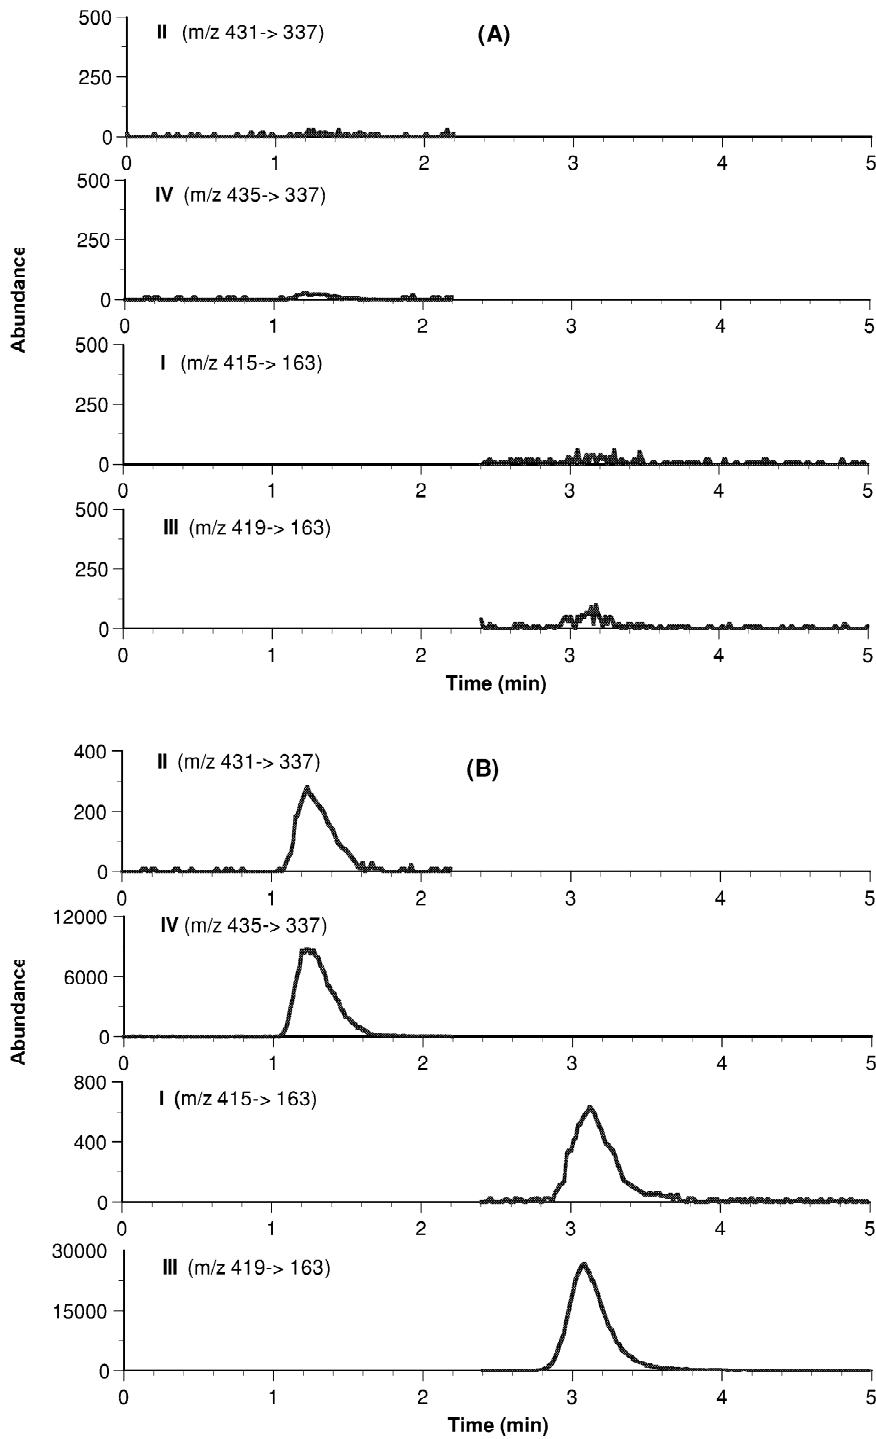 500
II (m/z 431-> 337)
(A)
250
0
0 1 2 3 4 5
500
IV (m/z 435-> 337)
250
0
0 1 2 3 4 5
Abundance
500
I (m/z 415-> 163)
250
0
0 1 2 3 4 5
500
III (m/z 419-> 163)
250
0
0 1 2 3 4 5
Time (min)
400
II (m/z 431-> 337)
(B)
200
0
0 1 2 3 4 5
12000
IV (m/z 435-> 337)
6000
0
0 1 2 3 4 5
Abundance
800
I (m/z 415-> 163)
400
0
0 1 2 3 4 5
30000
III (m/z 419-> 163)
15000
0
0 1 2 3 4 5
Time (min)